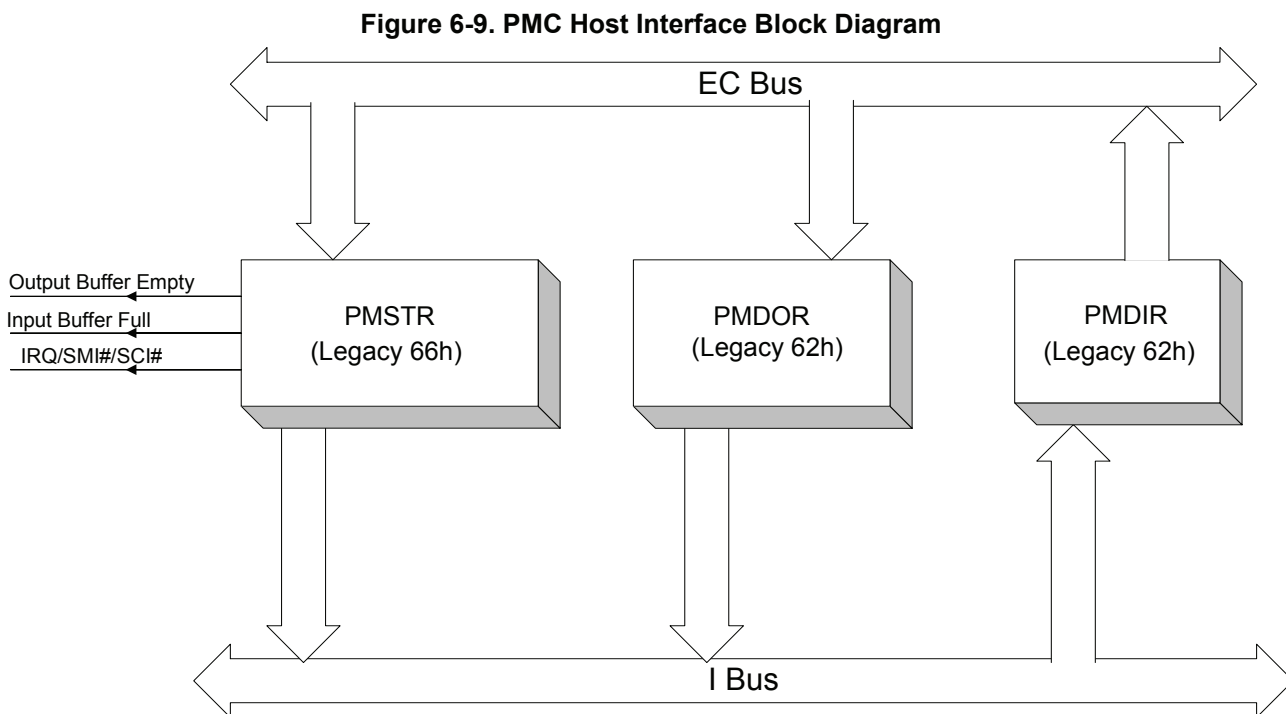 Figure 6-9. PMC Host Interface Block Diagram
EC Bus
Output Buffer Empty
Input Buffer Full
IRQ/SMI#/SCI#
PMSTR
(Legacy 66h)
PMDOR
(Legacy 62h)
PMDIR
(Legacy 62h)
I Bus